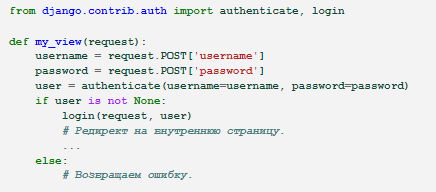 from django.contrib.auth import authenticate, login

def my_view(request):
    username = request.POST['username']
    password = request.POST['password']
    user = authenticate(username=username, password=password)
    if user is not None:
        login(request, user)
        # Редирект на внутреннюю страницу.
        ...
    else:
        # Возвращаем ошибку.